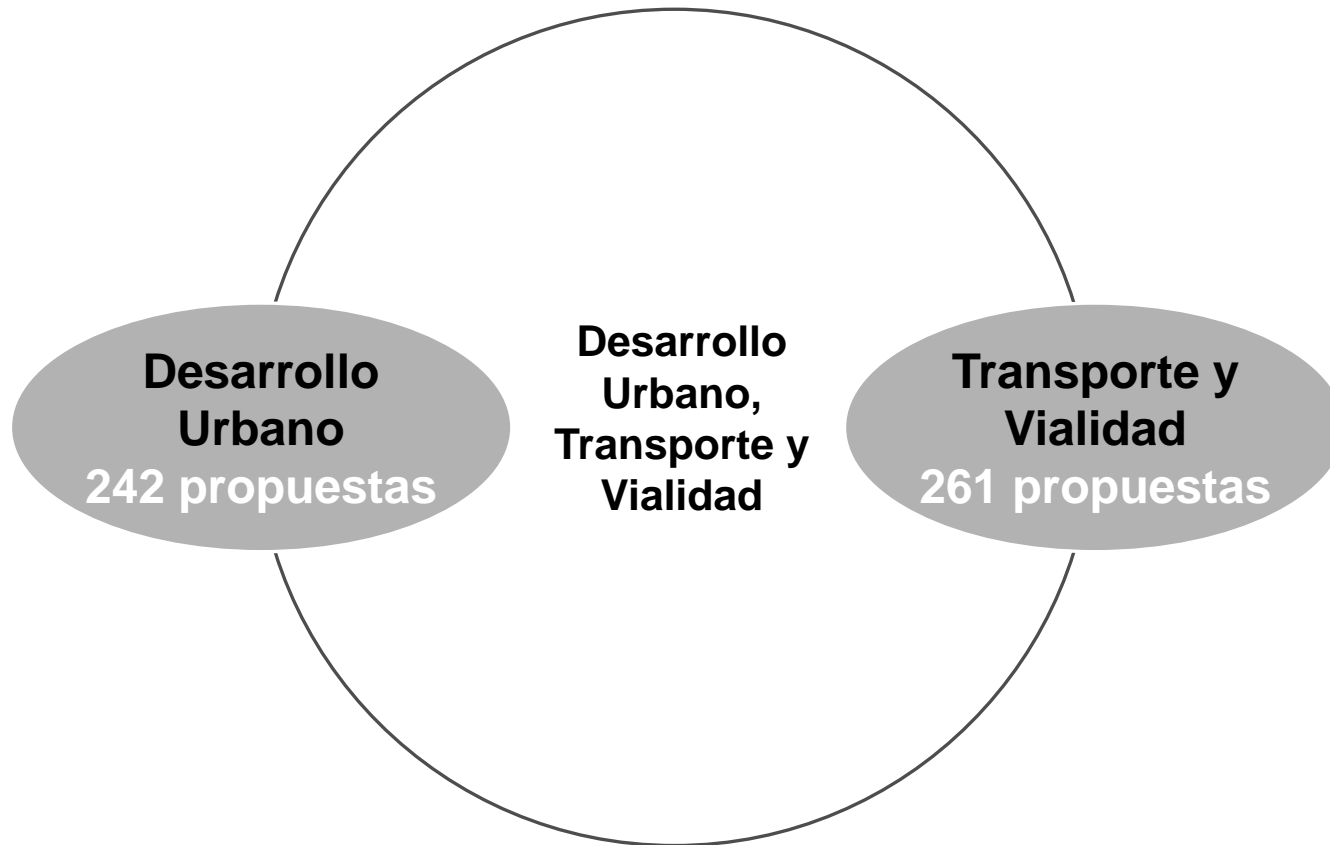 Desarrollo
Urbano
242 propuestas
Desarrollo
Urbano,
Transporte y
Vialidad
Transporte y
Vialidad
261 propuestas